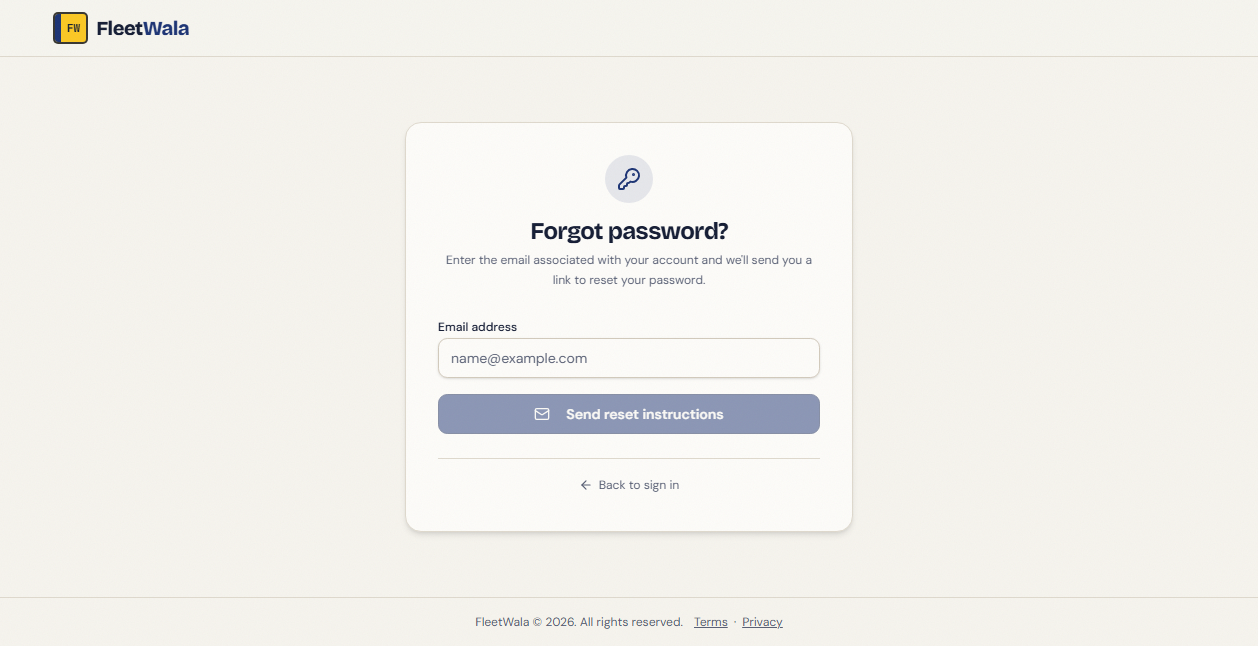 FW FleetWala
Forgot password?
Enter the email associated with your account and we'll send you a
link to reset your password.
Email address
name@example.com
Send reset instructions
← Back to sign in
FleetWala © 2026. All rights reserved. Terms · Privacy